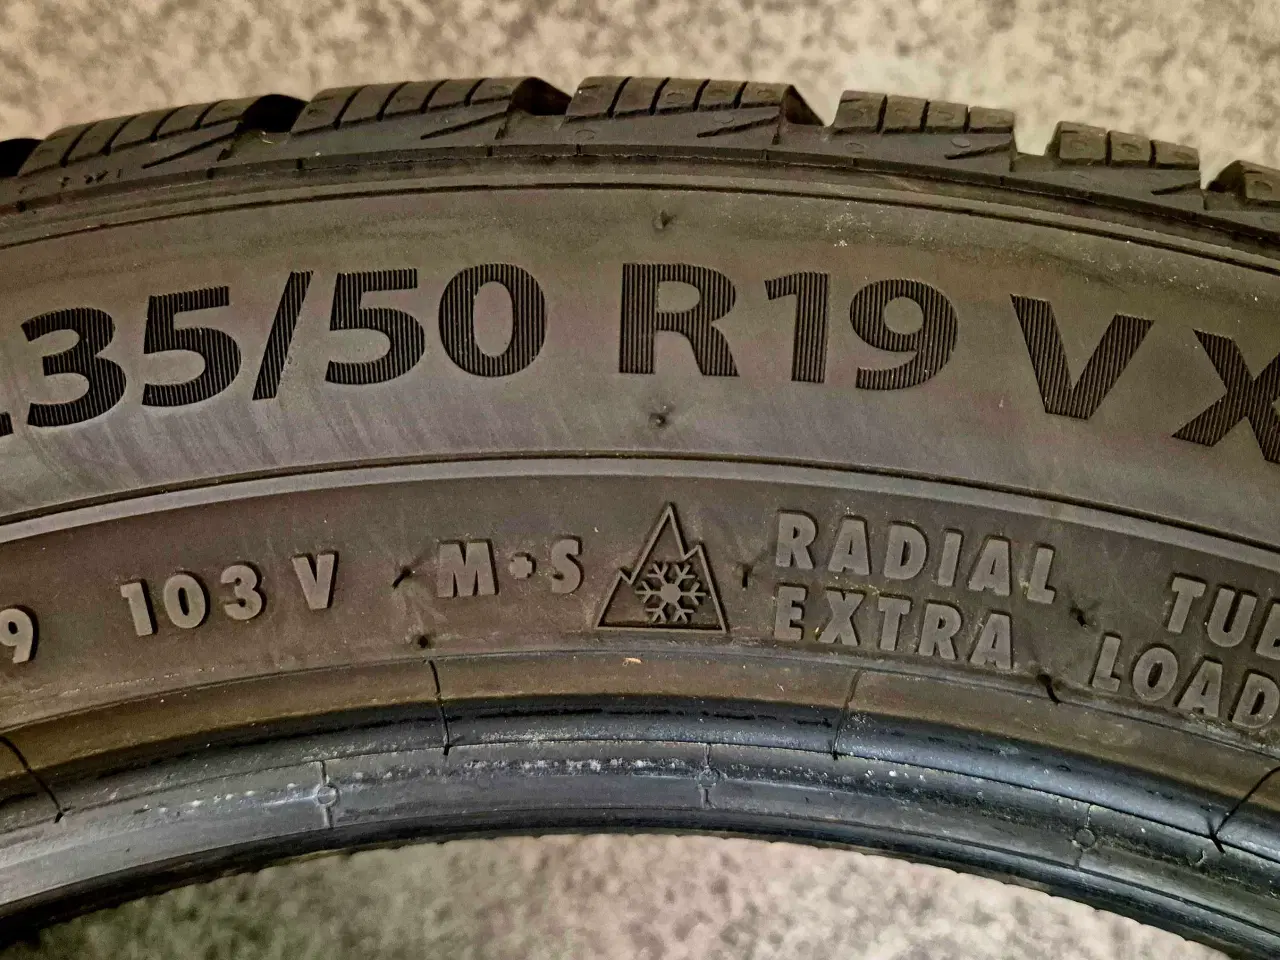 35/50 R19 V X
9 103 V M+S RADIAL TUB
EXTRA LOAD